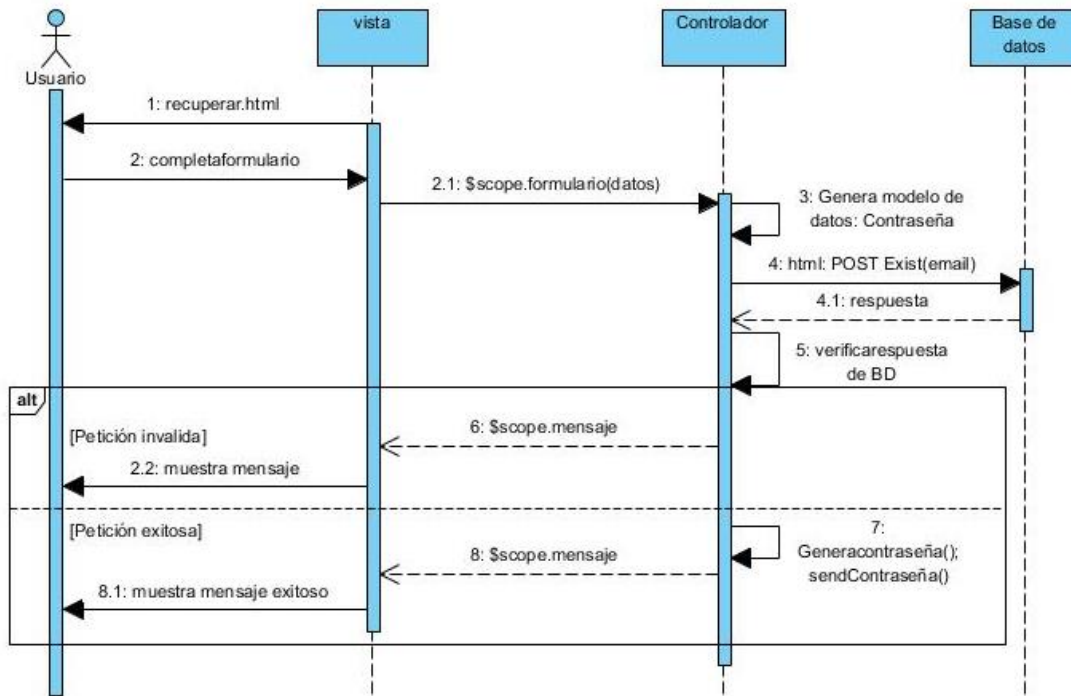 Usuario
vista
Controlador
Base de
datos
1: recuperar.html
2: completaformulario
2.1: $scope.formulario(datos)
3: Genera modelo de
datos: Contraseña
4: html: POST Exist(email)
4.1: respuesta
5: verificarespuesta
de BD
alt
[Petición invalida]
6: $scope.mensaje
2.2: muestra mensaje
[Petición exitosa]
7:
Generacontraseña();
sendContraseña()
8: $scope.mensaje
8.1: muestra mensaje exitoso